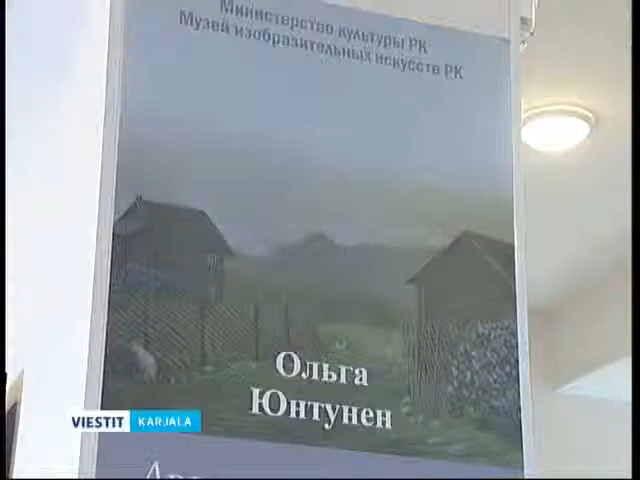 Министерство культуры РК
Музей изобразительных искусств РК
Ольга
Юнтунен
VIESTIT KARJALA